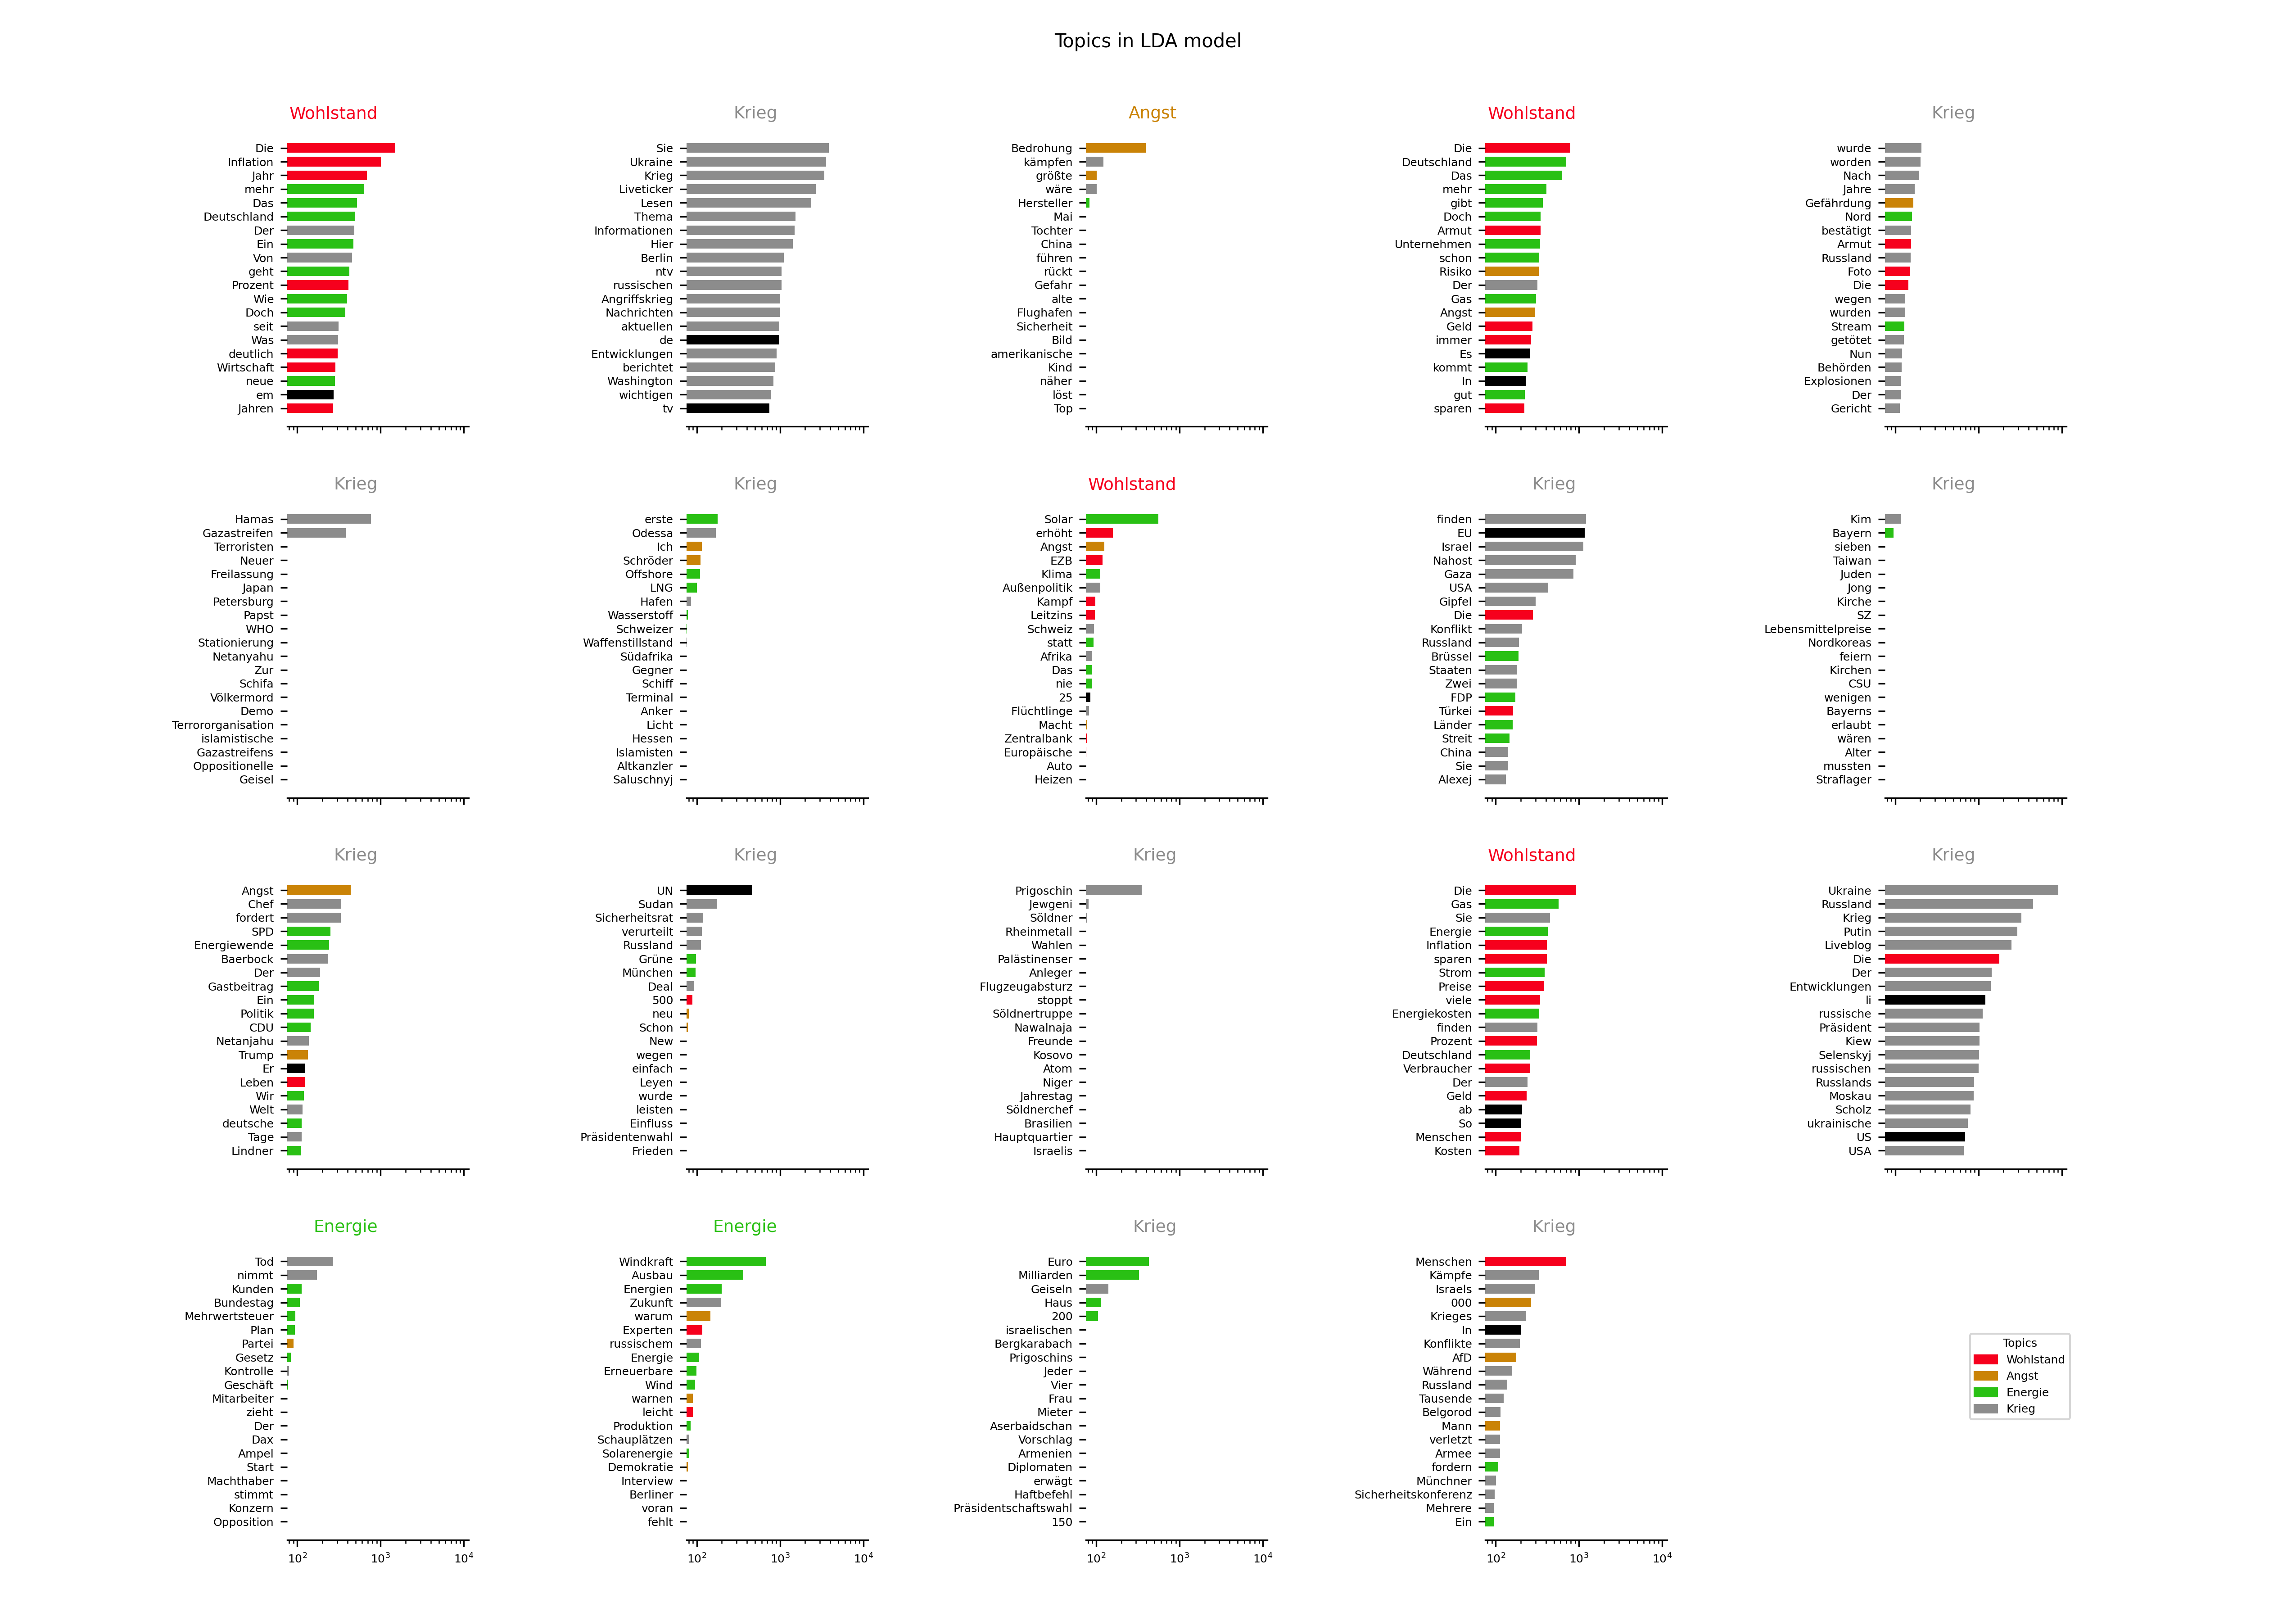 Topics in LDA model
Wohlstand
Die
Inflation
Jahr
mehr
Das
Deutschland
Der
Ein
Von
geht
Prozent
Wie
Doch
seit
Was
deutlich
Wirtschaft
neue
em
Jahren
Krieg
Sie
Ukraine
Krieg
Liveticker
Lesen
Thema
Informationen
Hier
Berlin
ntv
russischen
Angriffskrieg
Nachrichten
aktuellen
de
Entwicklungen
berichtet
Washington
wichtigen
tv
Angst
Bedrohung
kämpfen
größte
wäre
Hersteller
Mai
Tochter
China
führen
rückt
Gefahr
alte
Flughafen
Sicherheit
Bild
amerikanische
Kind
näher
löst
Top
Wohlstand
Die
Deutschland
Das
mehr
gibt
Doch
Armut
Unternehmen
schon
Risiko
Der
Gas
Angst
Geld
immer
Es
kommt
In
gut
sparen
Krieg
wurde
worden
Nach
Jahre
Gefährdung
Nord
bestätigt
Armut
Russland
Foto
Die
wegen
wurden
Stream
getötet
Nun
Behörden
Explosionen
Der
Gericht
Krieg
Hamas
Gazastreifen
Terroristen
Neuer
Freilassung
Japan
Petersburg
Papst
WHO
Stationierung
Netanyahu
Zur
Schifa
Völkermord
Demo
Terrororganisation
islamistische
Gazastreifens
Oppositionelle
Geisel
Krieg
erste
Odessa
Ich
Schröder
Offshore
LNG
Hafen
Wasserstoff
Schweizer
Waffenstillstand
Südafrika
Gegner
Schiff
Terminal
Anker
Licht
Hessen
Islamisten
Altkanzler
Saluschnyj
Wohlstand
Solar
erhöht
Angst
EZB
Klima
Außenpolitik
Kampf
Leitzins
Schweiz
statt
Afrika
Das
nie
25
Flüchtlinge
Macht
Zentralbank
Europäische
Auto
Heizen
Krieg
finden
EU
Israel
Nahost
Gaza
USA
Gipfel
Die
Konflikt
Russland
Brüssel
Staaten
Zwei
FDP
Türkei
Länder
Streit
China
Sie
Alexej
Krieg
Kim
Bayern
sieben
Taiwan
Juden
Jong
Kirche
SZ
Lebensmittelpreise
Nordkoreas
feiern
Kirchen
CSU
wenigen
Bayerns
erlaubt
wären
Alter
mussten
Straflager
Krieg
Angst
Chef
fordert
SPD
Energiewende
Baerbock
Der
Gastbeitrag
Ein
Politik
CDU
Netanjahu
Trump
Er
Leben
Wir
Welt
deutsche
Tage
Lindner
Krieg
UN
Sudan
Sicherheitsrat
verurteilt
Russland
Grüne
München
Deal
500
neu
Schon
New
wegen
einfach
Leyen
wurde
leisten
Einfluss
Präsidentenwahl
Frieden
Krieg
Prigoschin
Jewgeni
Söldner
Rheinmetall
Wahlen
Palästinenser
Anleger
Flugzeugabsturz
stoppt
Söldnertruppe
Nawalnaja
Freunde
Kosovo
Atom
Niger
Jahrestag
Söldnerchef
Brasilien
Hauptquartier
Israelis
Wohlstand
Die
Gas
Sie
Energie
Inflation
sparen
Strom
Preise
viele
Energiekosten
finden
Prozent
Deutschland
Verbraucher
Der
Geld
ab
So
Menschen
Kosten
Krieg
Ukraine
Russland
Krieg
Putin
Liveblog
Die
Der
Entwicklungen
li
russische
Präsident
Kiew
Selenskyj
russischen
Russlands
Moskau
Scholz
ukrainische
US
USA
Energie
Tod
nimmt
Kunden
Bundestag
Mehrwertsteuer
Plan
Partei
Gesetz
Kontrolle
Geschäft
Mitarbeiter
zieht
Der
Dax
Ampel
Start
Machthaber
stimmt
Konzern
Opposition
10² 10³ 10⁴
Energie
Windkraft
Ausbau
Energien
Zukunft
warum
Experten
russischem
Energie
Erneuerbare
Wind
warnen
leicht
Produktion
Schauplätzen
Solarenergie
Demokratie
Interview
Berliner
voran
fehlt
10² 10³ 10⁴
Krieg
Euro
Milliarden
Geiseln
Haus
200
israelischen
Bergkarabach
Prigoschins
Jeder
Vier
Frau
Mieter
Aserbaidschan
Vorschlag
Armenien
Diplomaten
erwägt
Haftbefehl
Präsidentschaftswahl
150
10² 10³ 10⁴
Krieg
Menschen
Kämpfe
Israels
000
Krieges
In
Konflikte
AfD
Während
Russland
Tausende
Belgorod
Mann
verletzt
Armee
fordern
Münchner
Sicherheitskonferenz
Mehrere
Ein
10² 10³ 10⁴
Topics
Wohlstand
Angst
Energie
Krieg